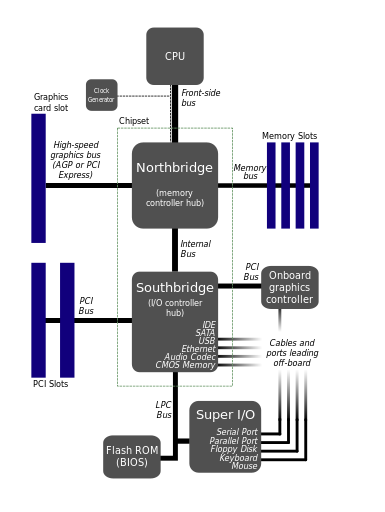 CPU
Clock
Generator
Front-side
bus
Graphics
card slot
Chipset
High-speed
graphics bus
(AGP or PCI
Express)
Northbridge
(memory
controller hub)
Memory Slots
Memory
bus
Internal
Bus
Southbridge
(I/O controller
hub)
IDE
SATA
USB
Ethernet
Audio Codec
CMOS Memory
PCI
Bus
Onboard
graphics
controller
PCI
Bus
PCI Slots
Cables and
ports leading
off-board
LPC
Bus
Super I/O
Serial Port
Parallel Port
Floppy Disk
Keyboard
Mouse
Flash ROM
(BIOS)